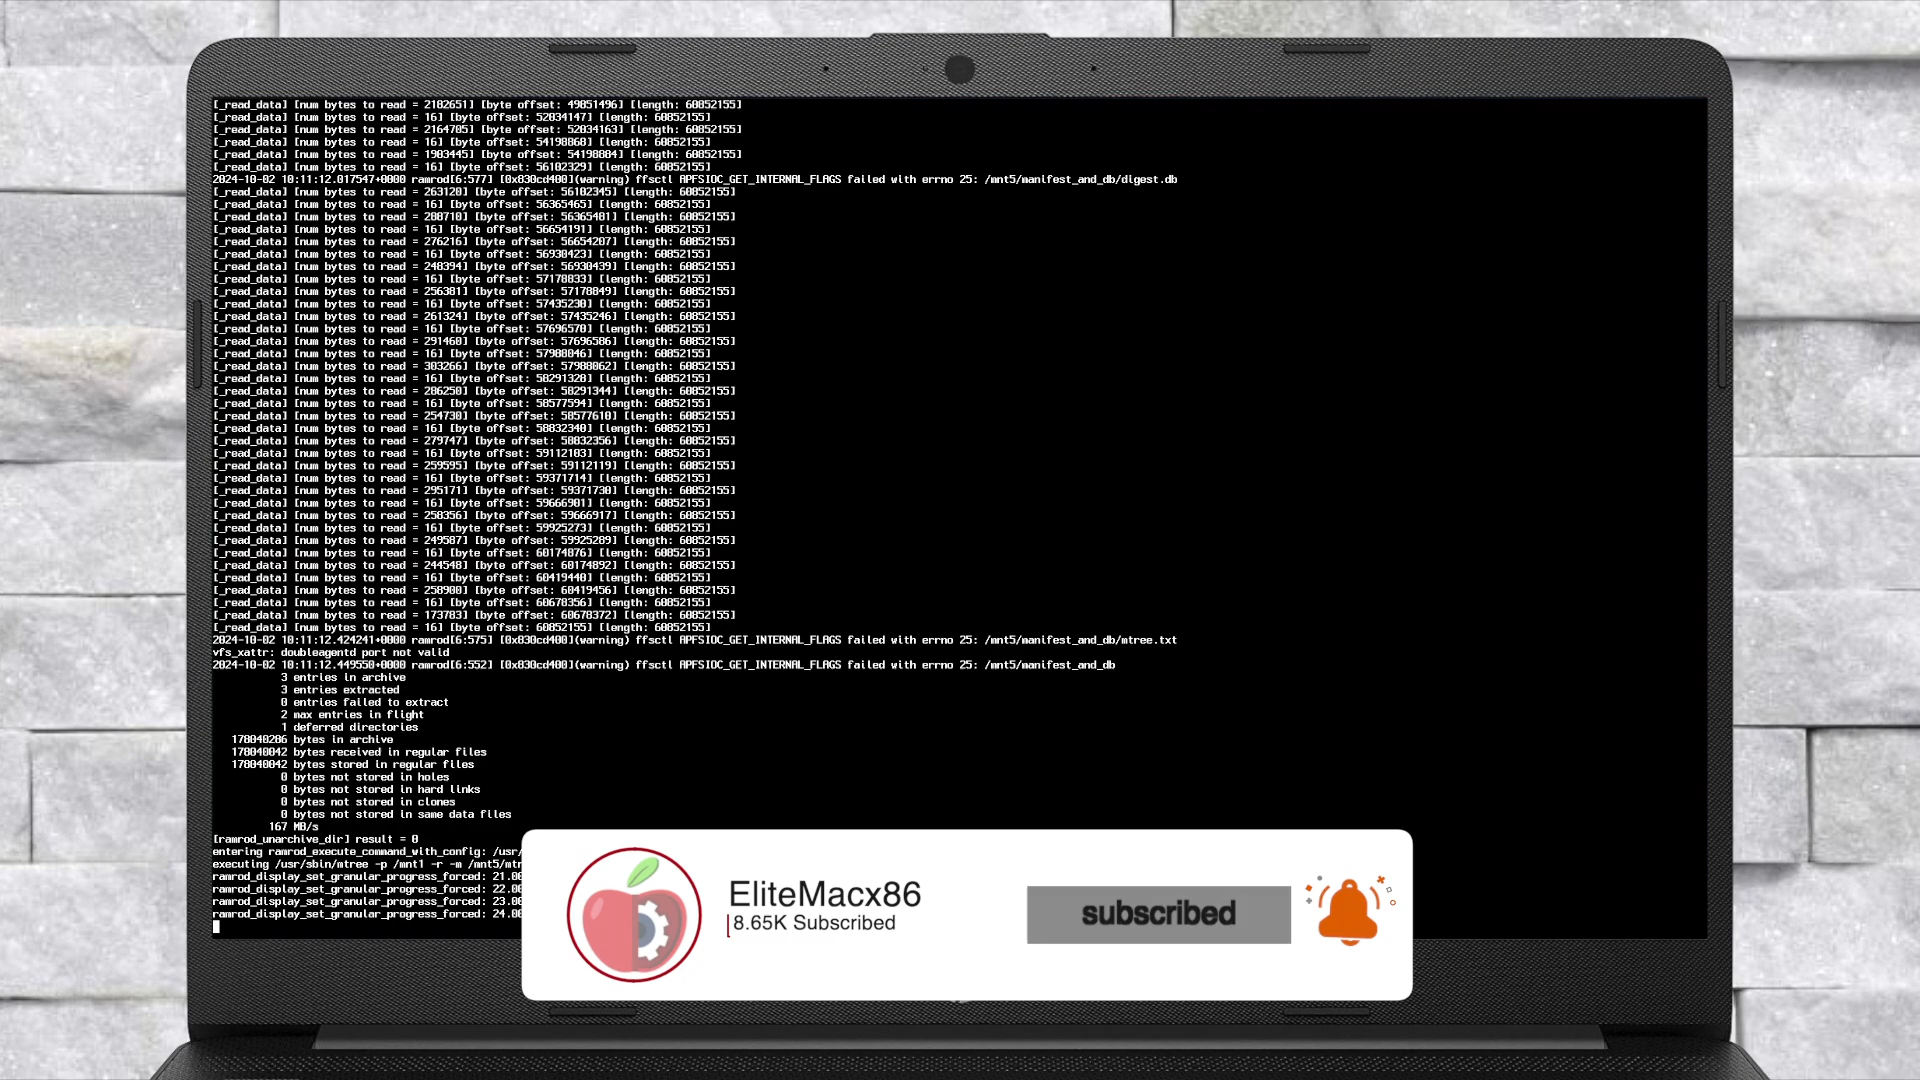 [_read_data] [num bytes to read = 2182651] [byte offset: 49851496] [length: 60852155]
[_read_data] [num bytes to read = 16] [byte offset: 52034147] [length: 60852155]
[_read_data] [num bytes to read = 2164705] [byte offset: 52034163] [length: 60852155]
[_read_data] [num bytes to read = 16] [byte offset: 54198868] [length: 60852155]
[_read_data] [num bytes to read = 1903445] [byte offset: 54198884] [length: 60852155]
[_read_data] [num bytes to read = 16] [byte offset: 56102329] [length: 60852155]
2024-10-02 10:11:12.017547+0000 ramrod[6:577] [0x830cd400](warning) ffsctl APFSIOC_GET_INTERNAL_FLAGS failed with errno 25: /mnt5/manifest_and_db/digest.db
[_read_data] [num bytes to read = 263120] [byte offset: 56102345] [length: 60852155]
[_read_data] [num bytes to read = 16] [byte offset: 56365465] [length: 60852155]
[_read_data] [num bytes to read = 288710] [byte offset: 56365481] [length: 60852155]
[_read_data] [num bytes to read = 16] [byte offset: 56654191] [length: 60852155]
[_read_data] [num bytes to read = 276216] [byte offset: 56654207] [length: 60852155]
[_read_data] [num bytes to read = 16] [byte offset: 56930423] [length: 60852155]
[_read_data] [num bytes to read = 248394] [byte offset: 56930439] [length: 60852155]
[_read_data] [num bytes to read = 16] [byte offset: 57178833] [length: 60852155]
[_read_data] [num bytes to read = 256381] [byte offset: 57178849] [length: 60852155]
[_read_data] [num bytes to read = 16] [byte offset: 57435230] [length: 60852155]
[_read_data] [num bytes to read = 261324] [byte offset: 57435246] [length: 60852155]
[_read_data] [num bytes to read = 16] [byte offset: 57696570] [length: 60852155]
[_read_data] [num bytes to read = 291460] [byte offset: 57696586] [length: 60852155]
[_read_data] [num bytes to read = 16] [byte offset: 57988046] [length: 60852155]
[_read_data] [num bytes to read = 303266] [byte offset: 57988062] [length: 60852155]
[_read_data] [num bytes to read = 16] [byte offset: 58291328] [length: 60852155]
[_read_data] [num bytes to read = 286250] [byte offset: 58291344] [length: 60852155]
[_read_data] [num bytes to read = 16] [byte offset: 58577594] [length: 60852155]
[_read_data] [num bytes to read = 254730] [byte offset: 58577610] [length: 60852155]
[_read_data] [num bytes to read = 16] [byte offset: 58832340] [length: 60852155]
[_read_data] [num bytes to read = 279747] [byte offset: 58832356] [length: 60852155]
[_read_data] [num bytes to read = 16] [byte offset: 59112103] [length: 60852155]
[_read_data] [num bytes to read = 259595] [byte offset: 59112119] [length: 60852155]
[_read_data] [num bytes to read = 16] [byte offset: 59371714] [length: 60852155]
[_read_data] [num bytes to read = 295171] [byte offset: 59371730] [length: 60852155]
[_read_data] [num bytes to read = 16] [byte offset: 59666901] [length: 60852155]
[_read_data] [num bytes to read = 258356] [byte offset: 59666917] [length: 60852155]
[_read_data] [num bytes to read = 16] [byte offset: 59925273] [length: 60852155]
[_read_data] [num bytes to read = 249587] [byte offset: 59925289] [length: 60852155]
[_read_data] [num bytes to read = 16] [byte offset: 60174876] [length: 60852155]
[_read_data] [num bytes to read = 244548] [byte offset: 60174892] [length: 60852155]
[_read_data] [num bytes to read = 16] [byte offset: 60419440] [length: 60852155]
[_read_data] [num bytes to read = 258900] [byte offset: 60419456] [length: 60852155]
[_read_data] [num bytes to read = 16] [byte offset: 60678356] [length: 60852155]
[_read_data] [num bytes to read = 173783] [byte offset: 60678372] [length: 60852155]
[_read_data] [num bytes to read = 16] [byte offset: 60852155] [length: 60852155]
2024-10-02 10:11:12.424241+0000 ramrod[6:575] [0x830cd400](warning) ffsctl APFSIOC_GET_INTERNAL_FLAGS failed with errno 25: /mnt5/manifest_and_db/mtree.txt
vfs_xattr: doubleagentd port not valid
2024-10-02 10:11:12.449550+0000 ramrod[6:552] [0x830cd400](warning) ffsctl APFSIOC_GET_INTERNAL_FLAGS failed with errno 25: /mnt5/manifest_and_db
3 entries in archive
3 entries extracted
0 entries failed to extract
2 max entries in flight
1 deferred directories
178040286 bytes in archive
178040042 bytes received in regular files
178040042 bytes stored in regular files
0 bytes not stored in holes
0 bytes not stored in hard links
0 bytes not stored in clones
0 bytes not stored in same data files
167 MB/s
[ramrod_unarchive_dir] result = 0
entering ramrod_execute_command_with_config: /usr/
executing /usr/sbin/mtree -p /mnt1 -r -m /mnt5/mtr
ramrod_display_set_granular_progress_forced: 21.00
ramrod_display_set_granular_progress_forced: 22.00
ramrod_display_set_granular_progress_forced: 23.00
ramrod_display_set_granular_progress_forced: 24.00
EliteMacx86
8.65K Subscribed
subscribed